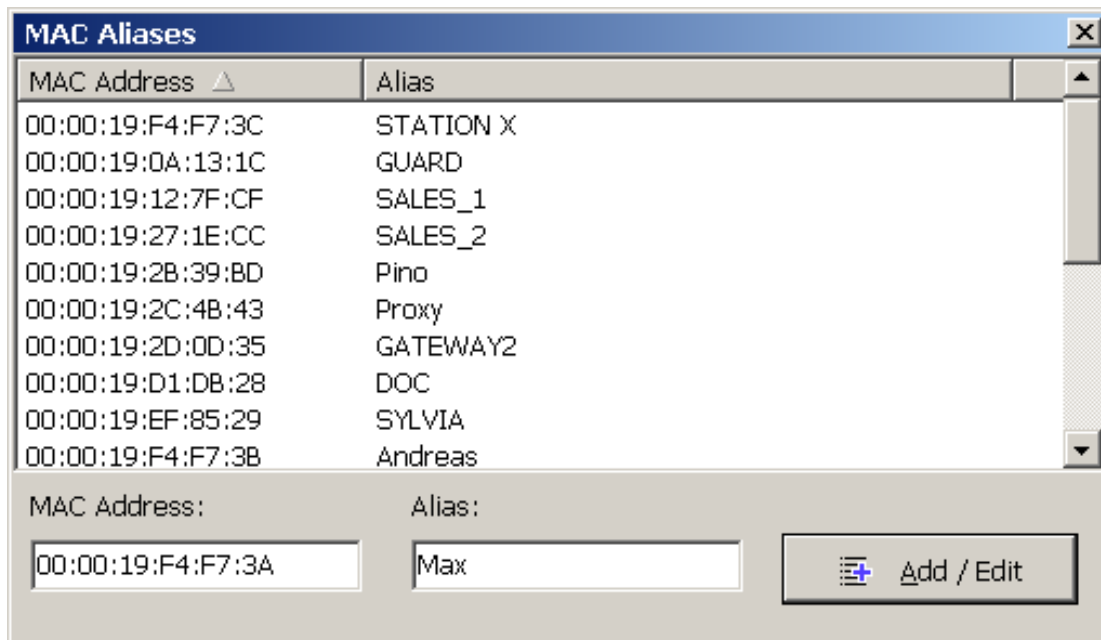 MAC Aliases
MAC Address Alias
00:00:19:F4:F7:3C STATION X
00:00:19:0A:13:1C GUARD
00:00:19:12:7F:CF SALES_1
00:00:19:27:1E:CC SALES_2
00:00:19:2B:39:BD Pino
00:00:19:2C:4B:43 Proxy
00:00:19:2D:0D:35 GATEWAY2
00:00:19:D1:DB:28 DOC
00:00:19:EF:85:29 SYLVIA
00:00:19:F4:F7:3B Andreas
MAC Address: Alias:
00:00:19:F4:F7:3A Max Add / Edit